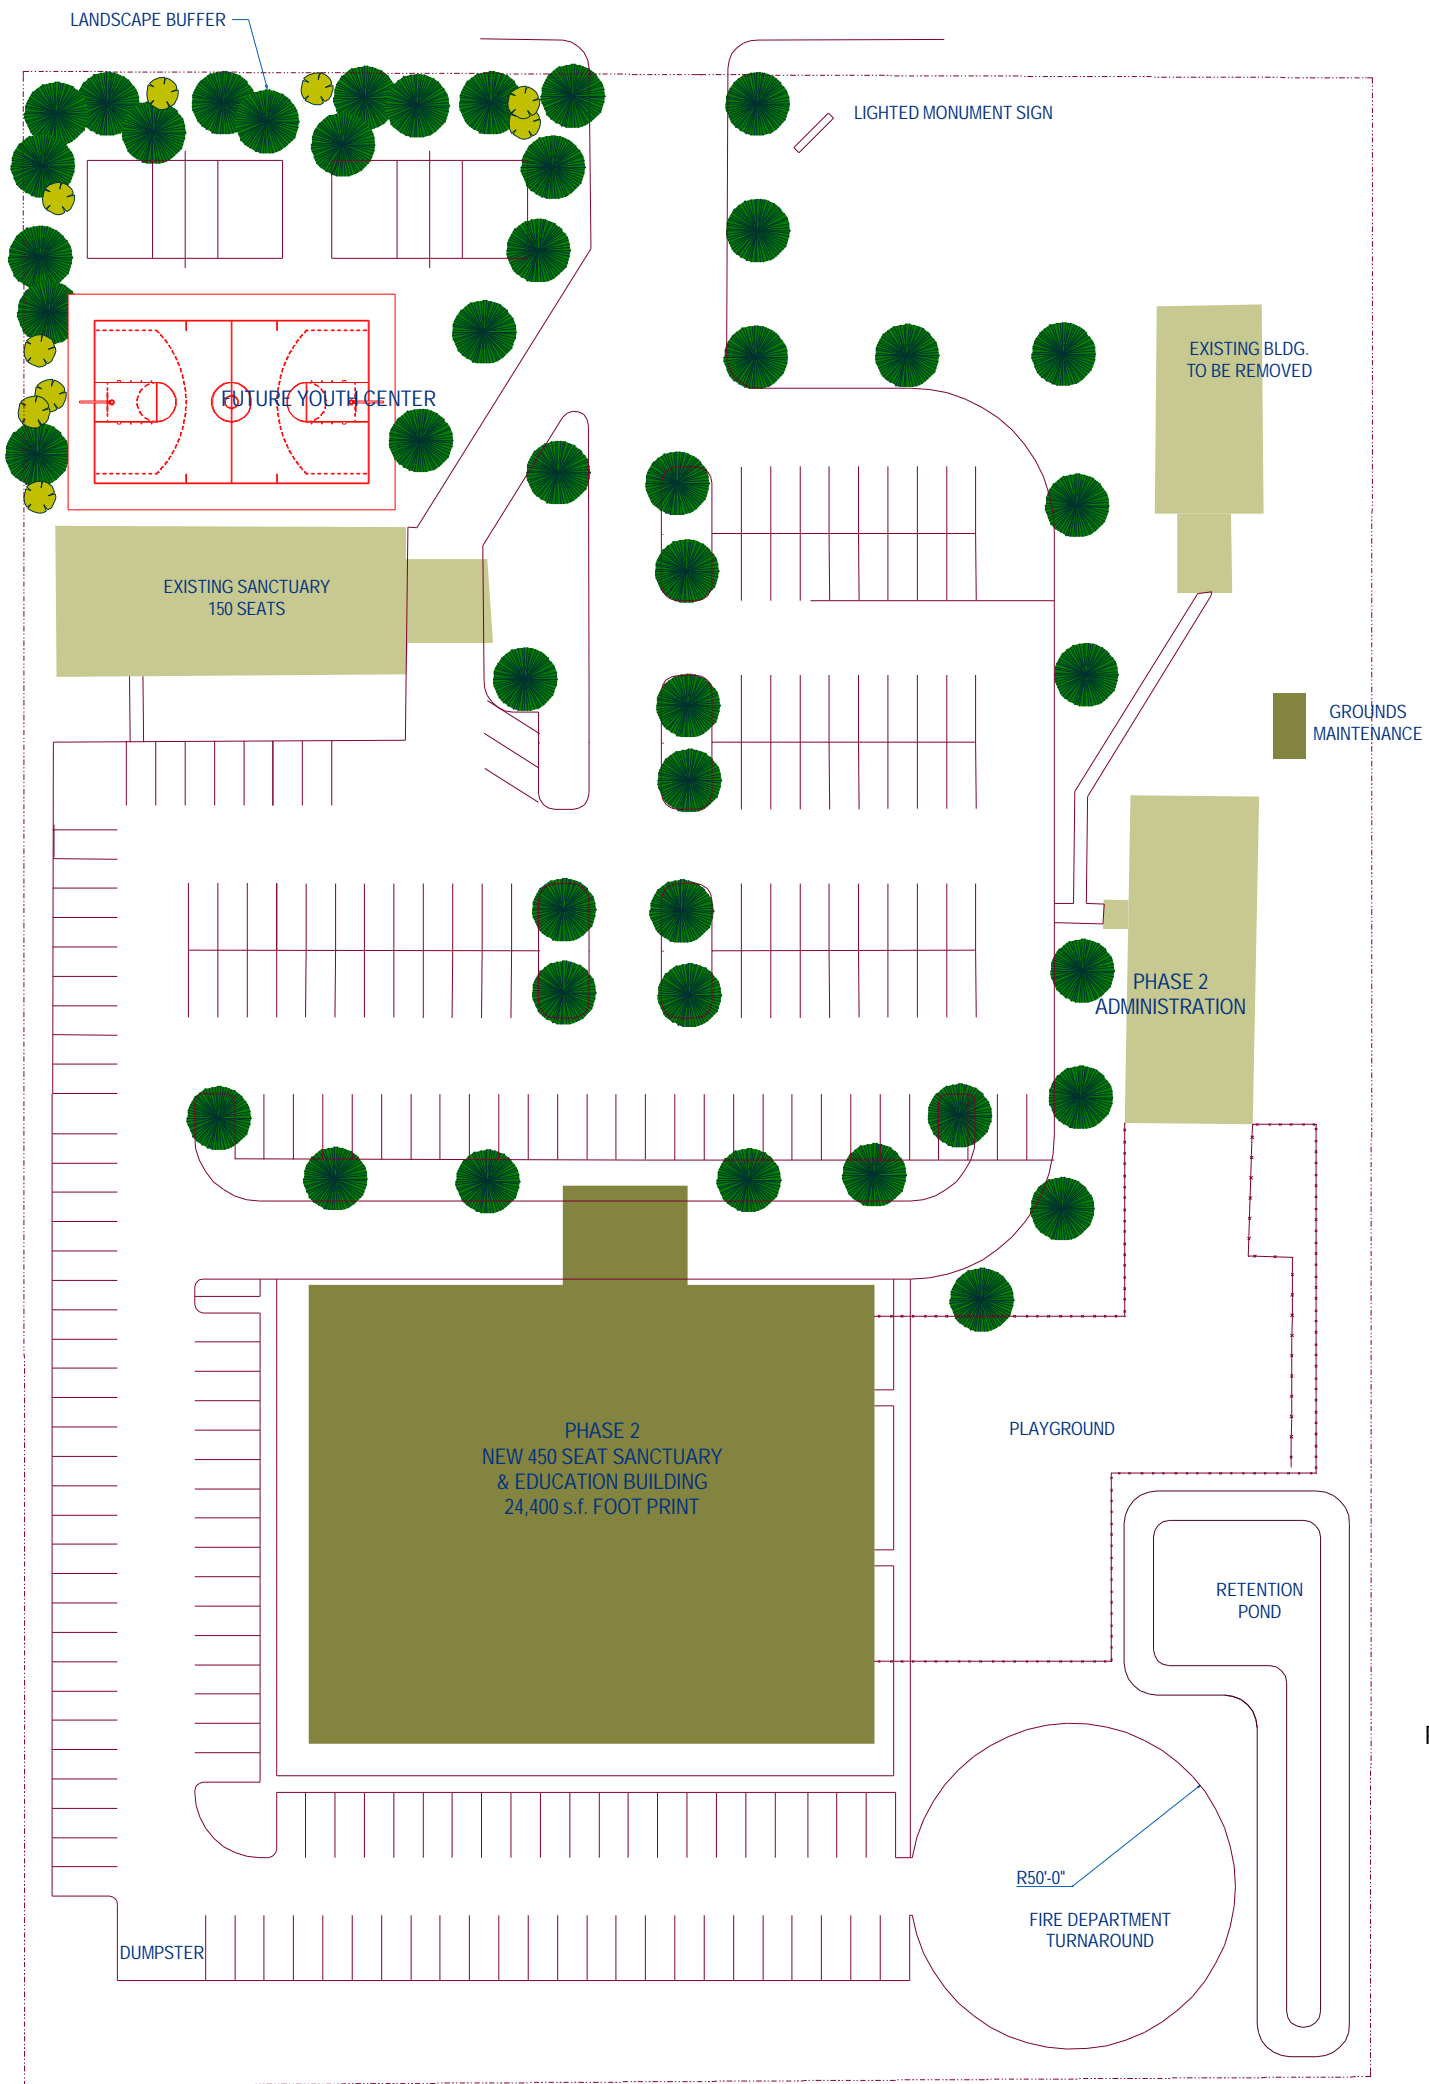 LANDSCAPE BUFFER
LIGHTED MONUMENT SIGN
EXISTING BLDG.
TO BE REMOVED
FUTURE YOUTH CENTER
EXISTING SANCTUARY
150 SEATS
GROUNDS
MAINTENANCE
PHASE 2
ADMINISTRATION
PHASE 2
NEW 450 SEAT SANCTUARY
& EDUCATION BUILDING
24,400 s.f. FOOT PRINT
PLAYGROUND
RETENTION
POND
R50'-0"
FIRE DEPARTMENT
TURNAROUND
DUMPSTER